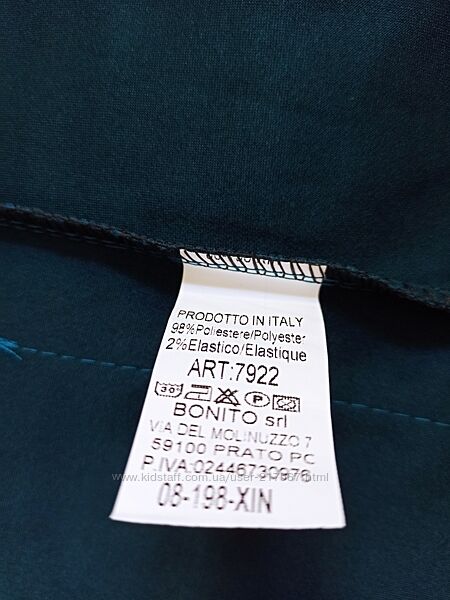 PRODOTTO IN ITALY
98%Poliestere/Polyester
2%Elastico/Elastique
ART:7922
30° P
BONITO srl
VIA DEL MOLINUZZO 7
59100 PRATO PO
P.IVA:02446730976
08-198-XIN